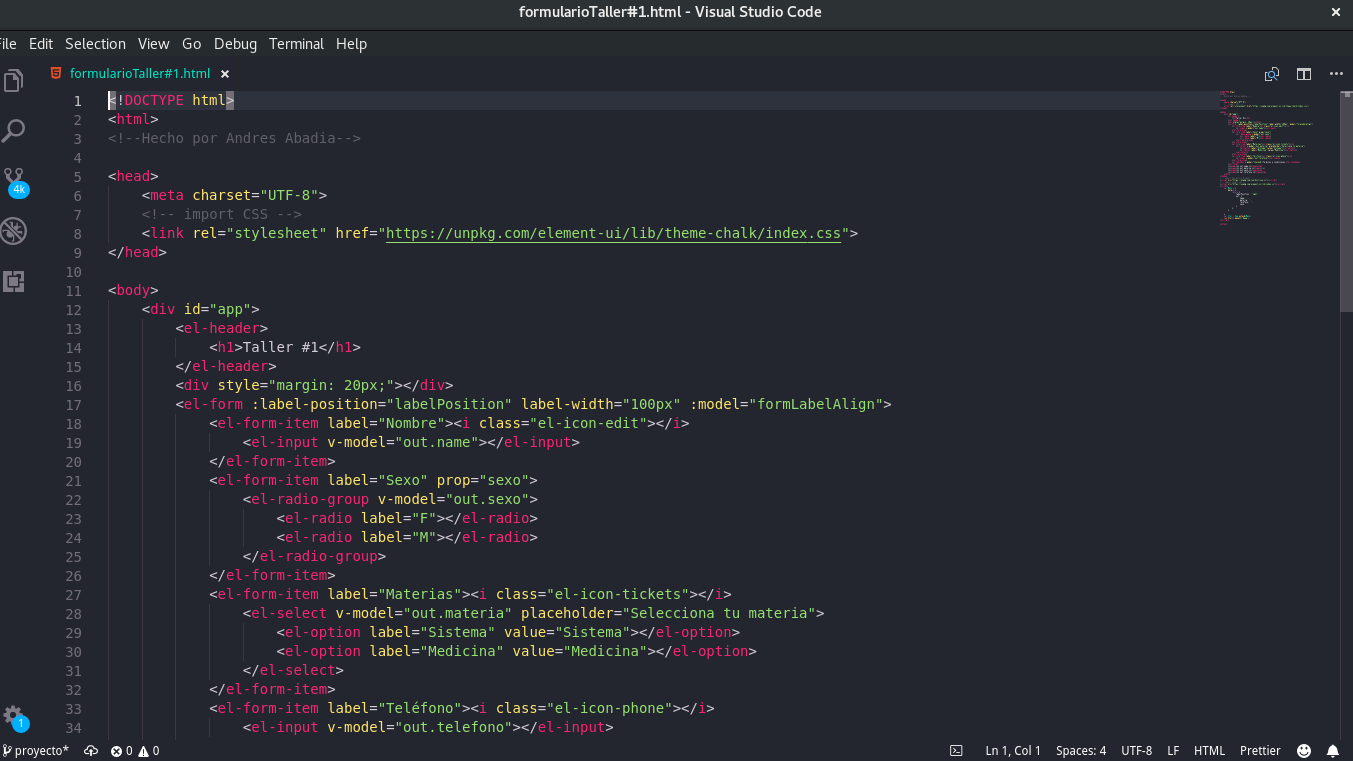 formularioTaller#1.html - Visual Studio Code
File Edit Selection View Go Debug Terminal Help
formularioTaller#1.html
1 <!DOCTYPE html>
2 <html>
3 <!--Hecho por Andres Abadia-->
4
5 <head>
6 <meta charset="UTF-8">
7 <!-- import CSS -->
8 <link rel="stylesheet" href="https://unpkg.com/element-ui/lib/theme-chalk/index.css">
9 </head>
10
11 <body>
12 <div id="app">
13 <el-header>
14 <h1>Taller #1</h1>
15 </el-header>
16 <div style="margin: 20px;"></div>
17 <el-form :label-position="labelPosition" label-width="100px" :model="formLabelAlign">
18 <el-form-item label="Nombre"><i class="el-icon-edit"></i>
19 <el-input v-model="out.name"></el-input>
20 </el-form-item>
21 <el-form-item label="Sexo" prop="sexo">
22 <el-radio-group v-model="out.sexo">
23 <el-radio label="F"></el-radio>
24 <el-radio label="M"></el-radio>
25 </el-radio-group>
26 </el-form-item>
27 <el-form-item label="Materias"><i class="el-icon-tickets"></i>
28 <el-select v-model="out.materia" placeholder="Selecciona tu materia">
29 <el-option label="Sistema" value="Sistema"></el-option>
30 <el-option label="Medicina" value="Medicina"></el-option>
31 </el-select>
32 </el-form-item>
33 <el-form-item label="Teléfono"><i class="el-icon-phone"></i>
34 <el-input v-model="out.telefono"></el-input>
4k
1
proyecto* 0 0 Ln 1, Col 1 Spaces: 4 UTF-8 LF HTML Prettier